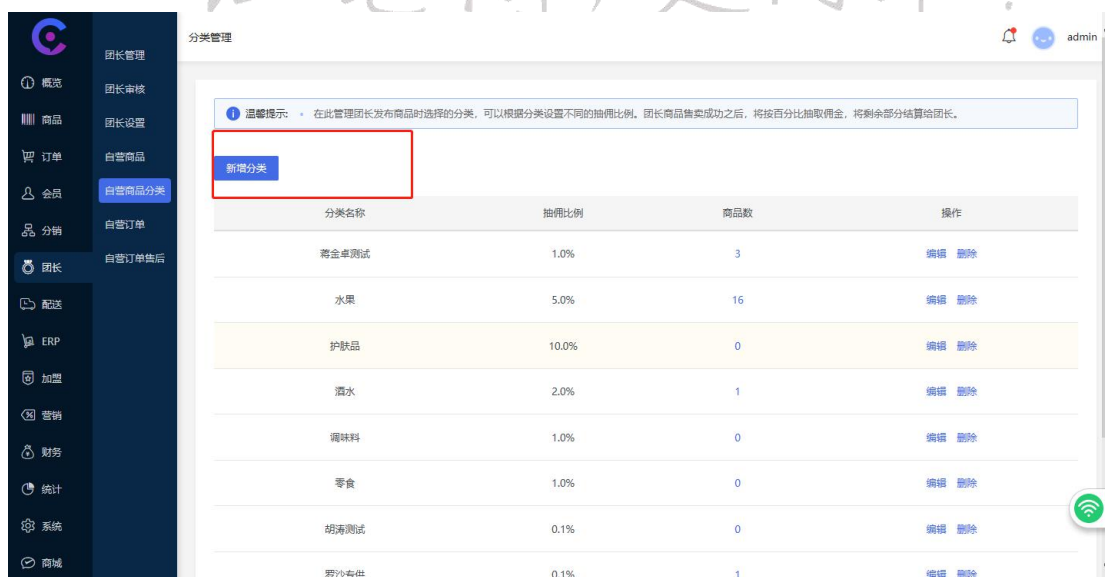 分类管理
admin
团长管理
团长审核
团长设置
自营商品
自营商品分类
自营订单
自营订单售后
概览
商品
订单
会员
分销
团长
配送
ERP
加盟
营销
财务
统计
系统
商城
温馨提示: 在此管理团长发布商品时选择的分类，可以根据分类设置不同的抽佣比例。团长商品售卖成功之后，将按百分比抽取佣金，将剩余部分结算给团长。
新增分类
分类名称 抽佣比例 商品数 操作
蒋金卓测试 1.0% 3 编辑 删除
水果 5.0% 16 编辑 删除
护肤品 10.0% 0 编辑 删除
酒水 2.0% 1 编辑 删除
调味料 1.0% 0 编辑 删除
零食 1.0% 0 编辑 删除
胡涛测试 0.1% 0 编辑 删除
罗沙专供 0.1% 1 编辑 删除